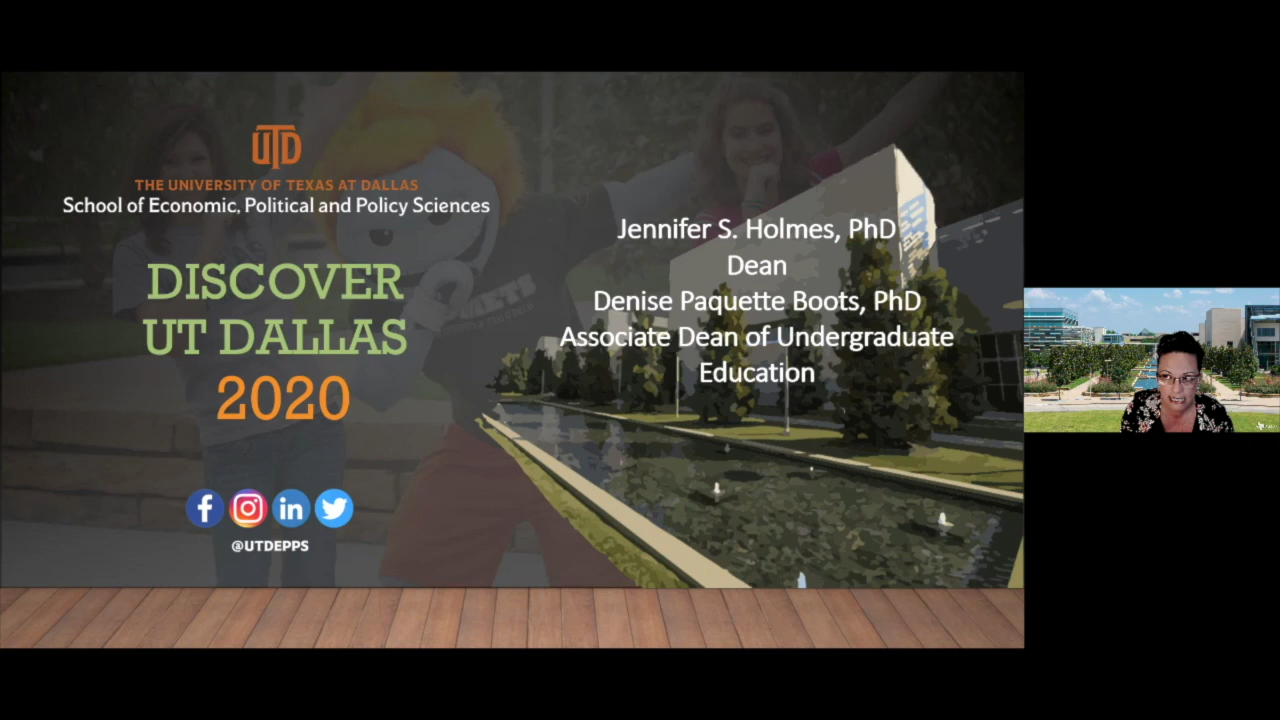 UTD
THE UNIVERSITY OF TEXAS AT DALLAS
School of Economic, Political and Policy Sciences
DISCOVER
UT DALLAS
2020
@UTDEPPS
Jennifer S. Holmes, PhD
Dean
Denise Paquette Boots, PhD
Associate Dean of Undergraduate
Education